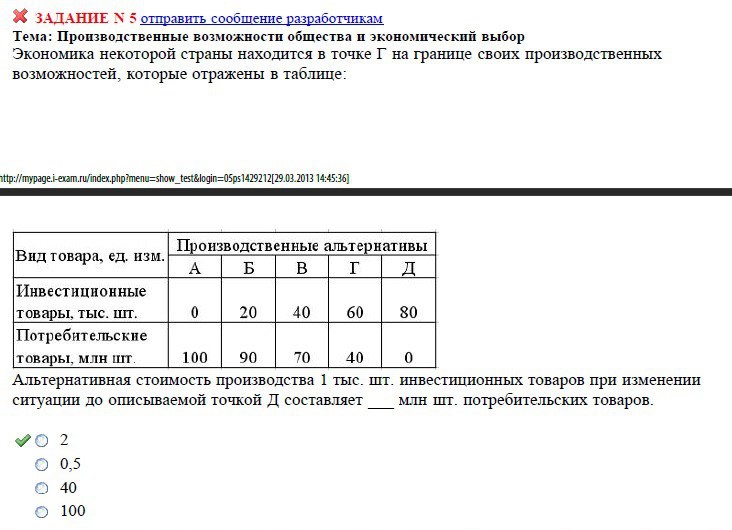 ЗАДАНИЕ N 5 отправить сообщение разработчикам
Тема: Производственные возможности общества и экономический выбор
Экономика некоторой страны находится в точке Г на границе своих производственных
возможностей, которые отражены в таблице:
http://mypage.i-exam.ru/index.php?menu=show_test&login=05ps1429212[29.03.2013 14:45:36]
Вид товара, ед. изм. Производственные альтернативы
А Б В Г Д
Инвестиционные
товары, тыс. шт. 0 20 40 60 80
Потребительские
товары, млн шт. 100 90 70 40 0
Альтернативная стоимость производства 1 тыс. шт. инвестиционных товаров при изменении
ситуации до описываемой точкой Д составляет ___ млн шт. потребительских товаров.
2
0,5
40
100